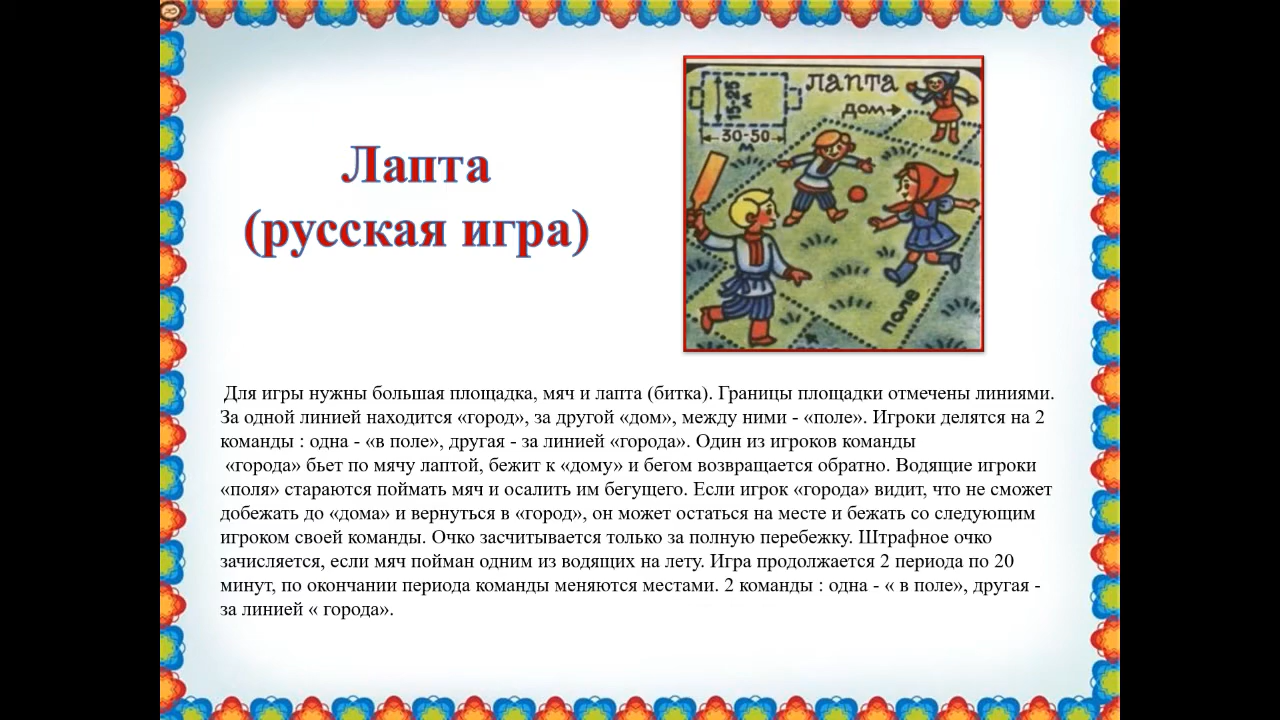 Лапта
(русская игра)
лапта
дом
15-25
м
30-50
м
поле
Для игры нужны большая площадка, мяч и лапта (битка). Границы площадки отмечены линиями.
За одной линией находится «город», за другой «дом», между ними - «поле». Игроки делятся на 2
команды : одна - «в поле», другая - за линией «города». Один из игроков команды
«города» бьет по мячу лаптой, бежит к «дому» и бегом возвращается обратно. Водящие игроки
«поля» стараются поймать мяч и осалить им бегущего. Если игрок «города» видит, что не сможет
добежать до «дома» и вернуться в «город», он может остаться на месте и бежать со следующим
игроком своей команды. Очко засчитывается только за полную перебежку. Штрафное очко
зачисляется, если мяч пойман одним из водящих на лету. Игра продолжается 2 периода по 20
минут, по окончании периода команды меняются местами. 2 команды : одна - « в поле», другая -
за линией « города».